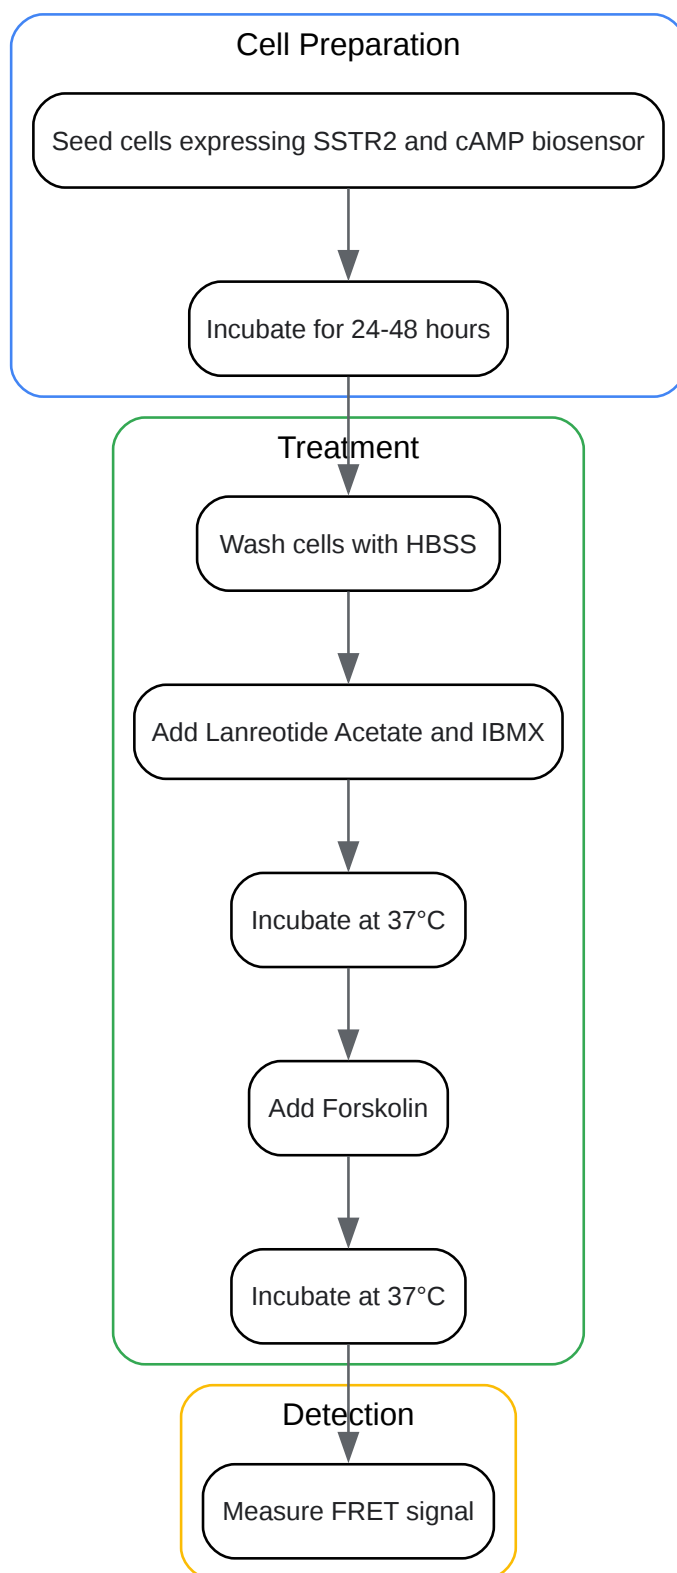 Cell Preparation
Seed cells expressing SSTR2 and cAMP biosensor
Incubate for 24-48 hours
Treatment
Wash cells with HBSS
Add Lanreotide Acetate and IBMX
Incubate at 37°C
Add Forskolin
Incubate at 37°C
Detection
Measure FRET signal